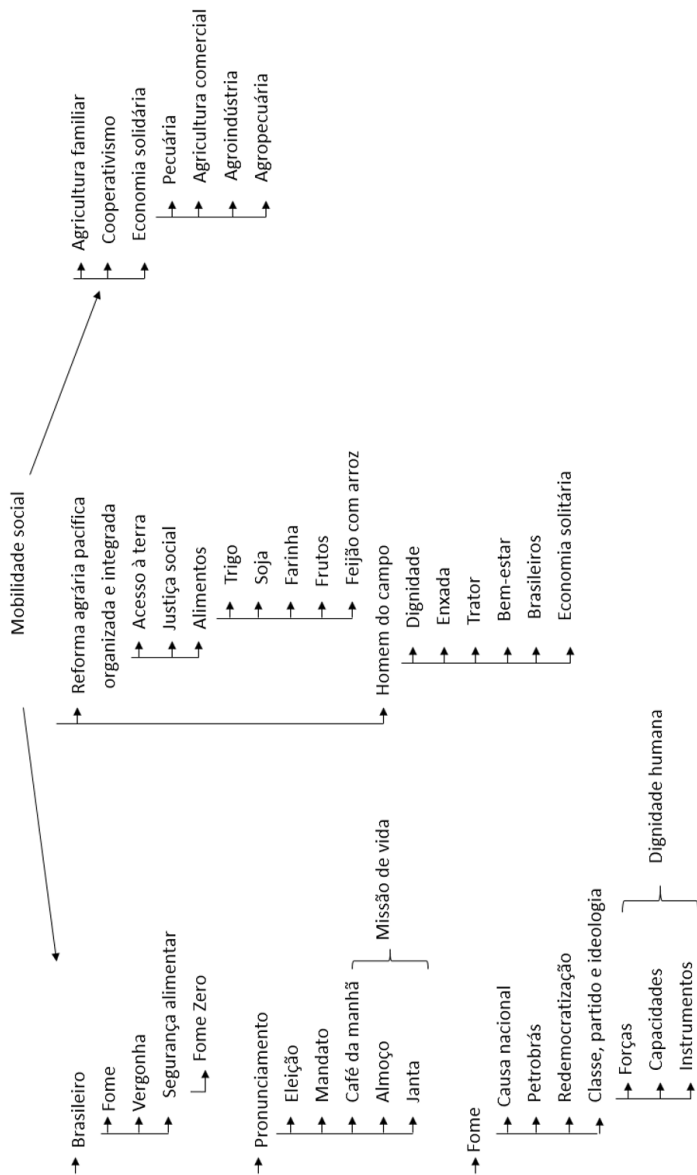 Mobilidade social
Brasileiro
Fome
Vergonha
Segurança alimentar
Fome Zero
Pronunciamento
Eleição
Mandato
Café da manhã
Almoço
Janta
Missão de vida
Fome
Causa nacional
Petrobrás
Redemocratização
Classe, partido e ideologia
Forças
Capacidades
Instrumentos
Dignidade humana
Reforma agrária pacífica
organizada e integrada
Acesso à terra
Justiça social
Alimentos
Trigo
Soja
Farinha
Frutos
Feijão com arroz
Homem do campo
Dignidade
Enxada
Trator
Bem-estar
Brasileiros
Economia solitária
Agricultura familiar
Cooperativismo
Economia solidária
Pecuária
Agricultura comercial
Agroindústria
Agropecuária